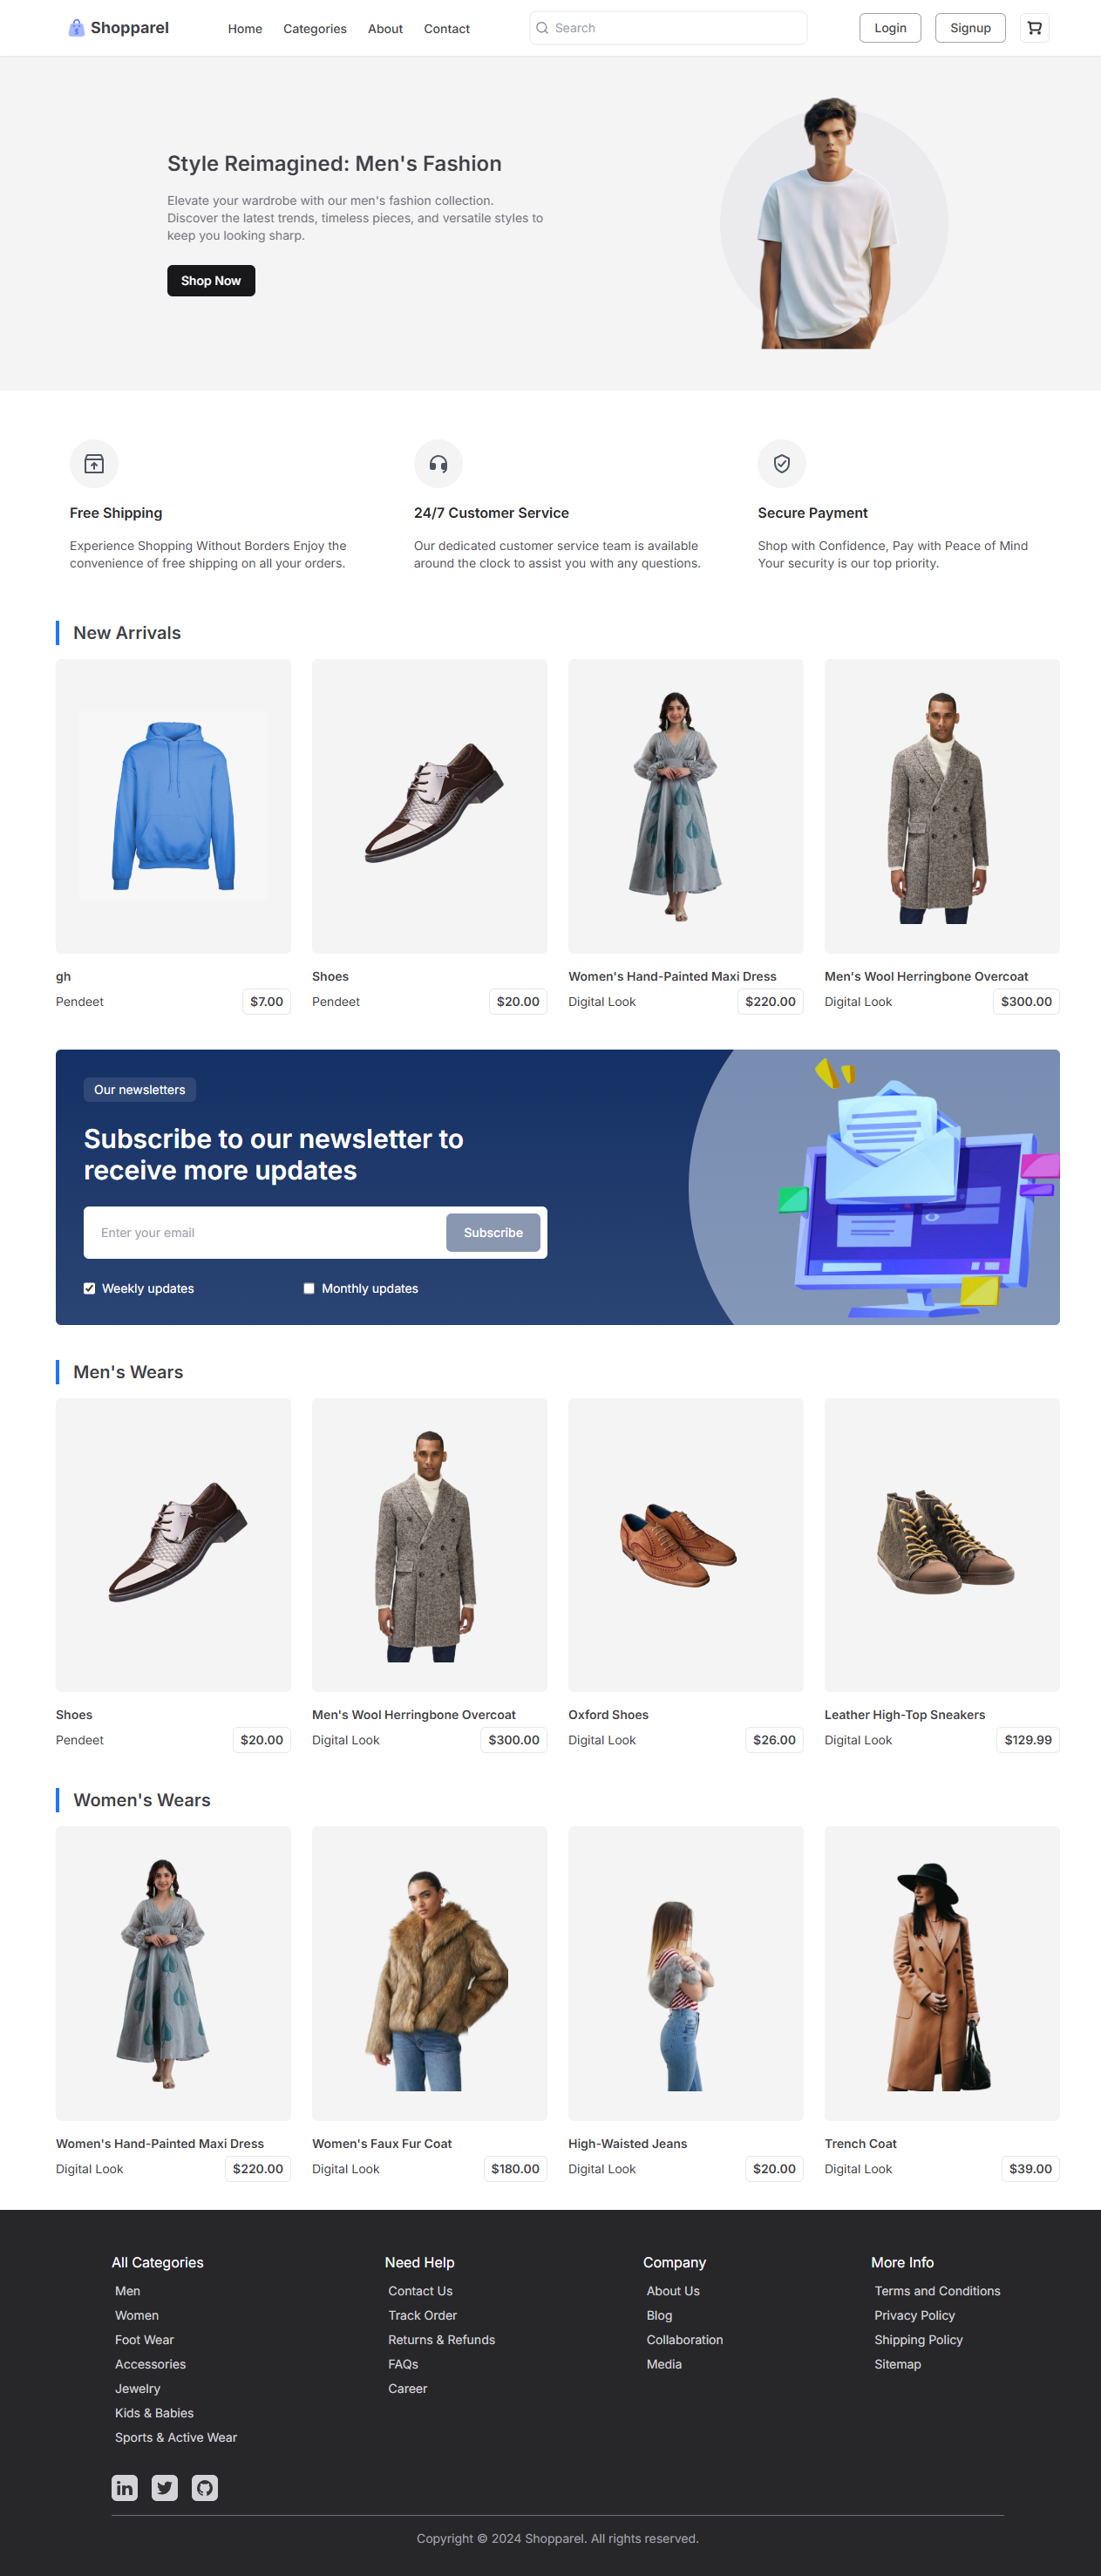 Shopparel
Home Categories About Contact
Search
Login Signup
Style Reimagined: Men's Fashion
Elevate your wardrobe with our men's fashion collection.
Discover the latest trends, timeless pieces, and versatile styles to
keep you looking sharp.
Shop Now
Free Shipping
Experience Shopping Without Borders Enjoy the
convenience of free shipping on all your orders.
24/7 Customer Service
Our dedicated customer service team is available
around the clock to assist you with any questions.
Secure Payment
Shop with Confidence, Pay with Peace of Mind
Your security is our top priority.
New Arrivals
gh
Pendeet $7.00
Shoes
Pendeet $20.00
Women's Hand-Painted Maxi Dress
Digital Look $220.00
Men's Wool Herringbone Overcoat
Digital Look $300.00
Our newsletters
Subscribe to our newsletter to
receive more updates
Enter your email Subscribe
Weekly updates Monthly updates
Men's Wears
Shoes
Pendeet $20.00
Men's Wool Herringbone Overcoat
Digital Look $300.00
Oxford Shoes
Digital Look $26.00
Leather High-Top Sneakers
Digital Look $129.99
Women's Wears
Women's Hand-Painted Maxi Dress
Digital Look $220.00
Women's Faux Fur Coat
Digital Look $180.00
High-Waisted Jeans
Digital Look $20.00
Trench Coat
Digital Look $39.00
All Categories
Men
Women
Foot Wear
Accessories
Jewelry
Kids & Babies
Sports & Active Wear
Need Help
Contact Us
Track Order
Returns & Refunds
FAQs
Career
Company
About Us
Blog
Collaboration
Media
More Info
Terms and Conditions
Privacy Policy
Shipping Policy
Sitemap
in
Copyright © 2024 Shopparel. All rights reserved.